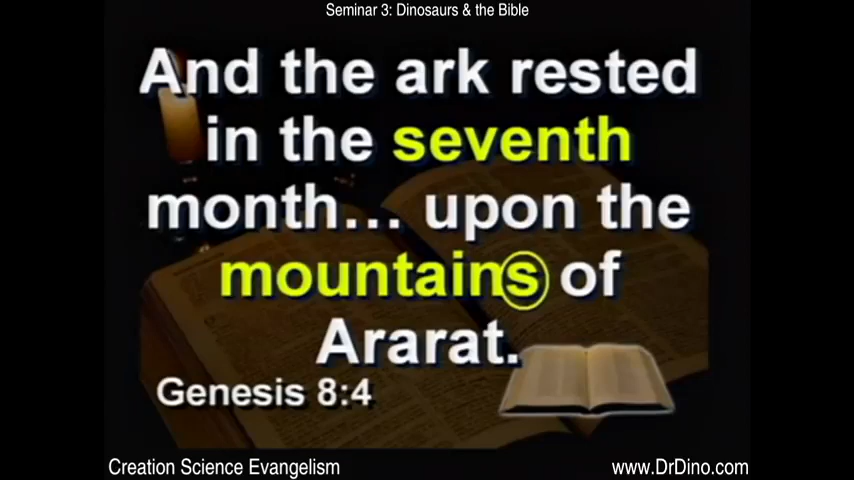 Seminar 3: Dinosaurs & the Bible
And the ark rested
in the seventh
month... upon the
mountains of
Ararat.
Genesis 8:4
Creation Science Evangelism
www.DrDino.com